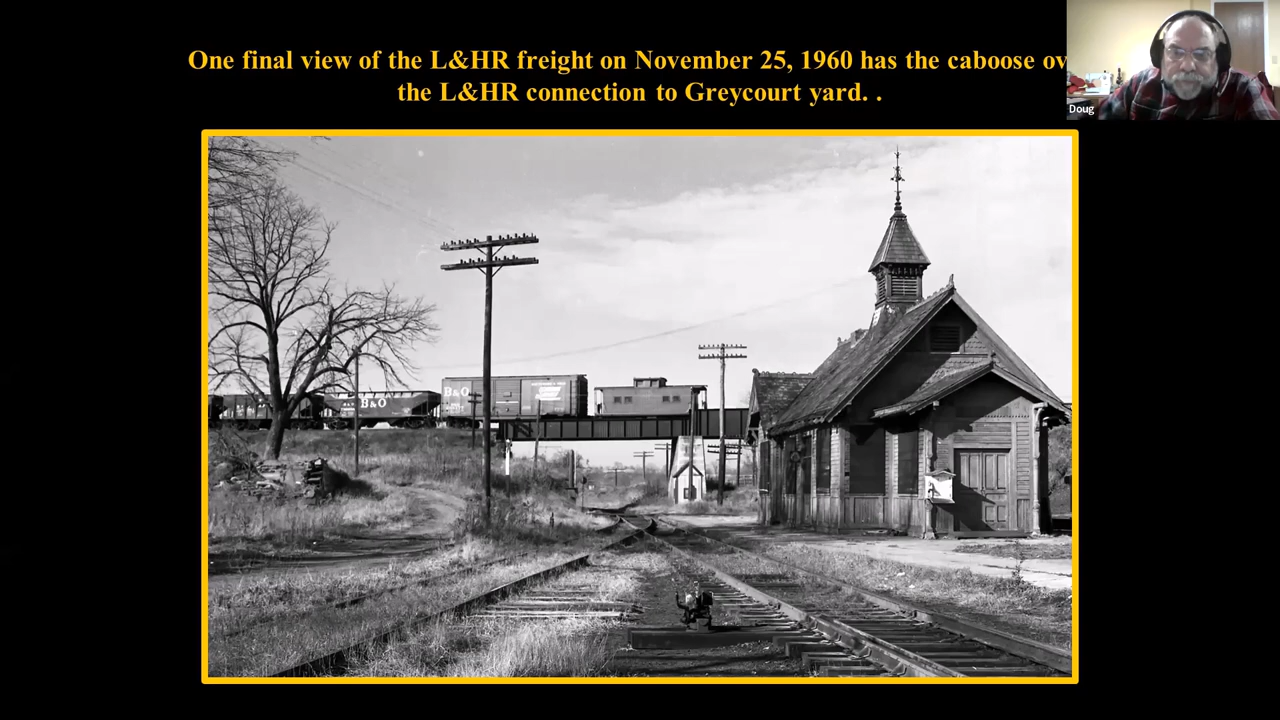 One final view of the L&HR freight on November 25, 1960 has the caboose ov
the L&HR connection to Greycourt yard. .
Doug
B&O
B&O